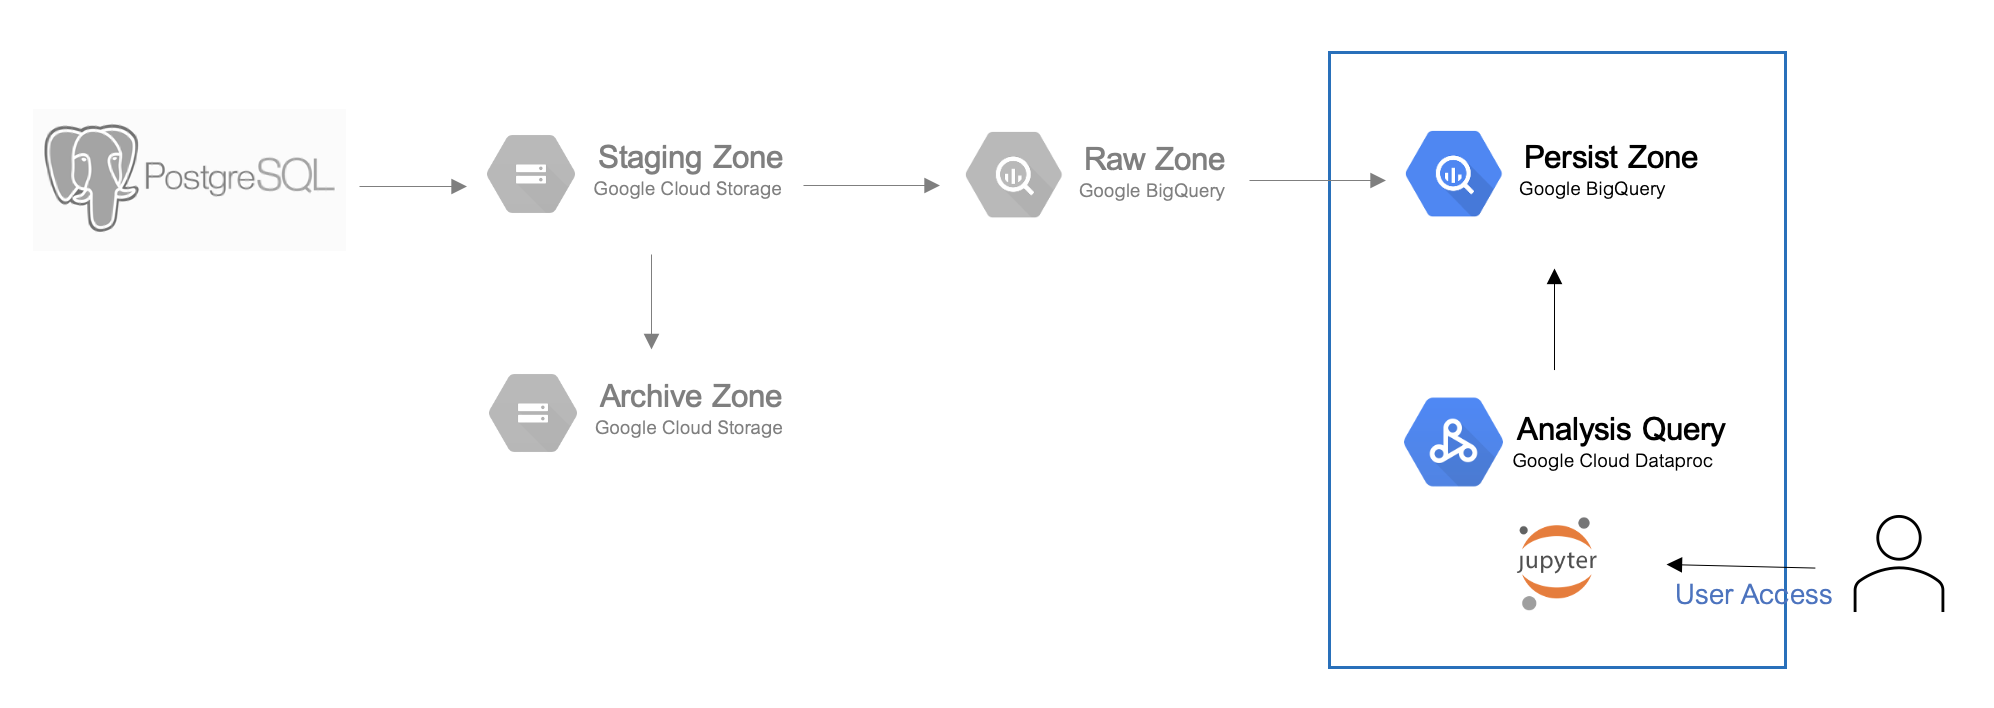 PostgreSQL
Staging Zone
Google Cloud Storage
Raw Zone
Google BigQuery
Persist Zone
Google BigQuery
Archive Zone
Google Cloud Storage
Analysis Query
Google Cloud Dataproc
jupyter
User Access